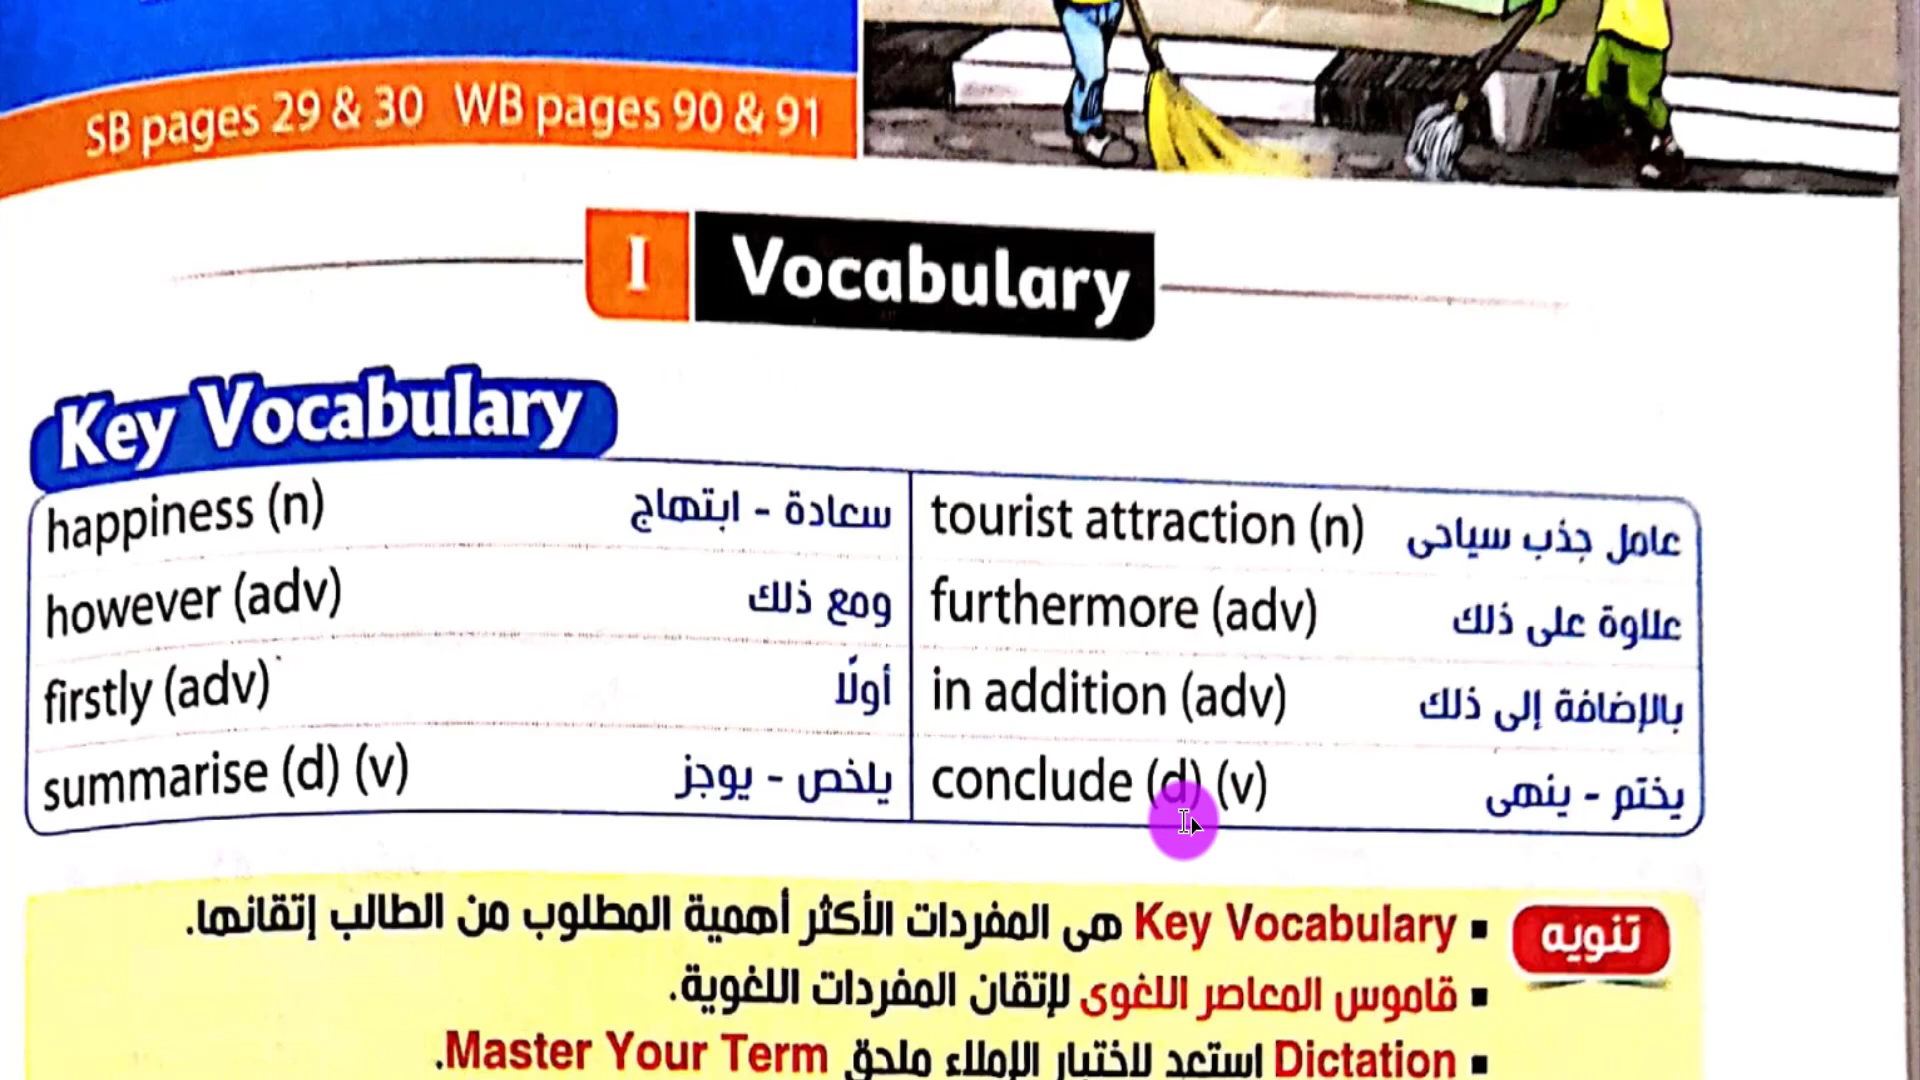 SB pages 29 & 30 WB pages 90 & 91
I Vocabulary
Key Vocabulary
happiness (n) سعادة - ابتهاج
however (adv) ومع ذلك
firstly (adv) أولًا
summarise (d) (v) يلخص - يوجز
tourist attraction (n) عامل جذب سياحى
furthermore (adv) علاوة على ذلك
in addition (adv) بالإضافة إلى ذلك
conclude (d) (v) يختم - ينهى
تنويه
▪ Key Vocabulary هى المفردات الأكثر أهمية المطلوب من الطالب إتقانها.
▪ قاموس المعاصر اللغوى لإتقان المفردات اللغوية.
▪ Dictation استعد لاختبار الإملاء ملحق Master Your Term.